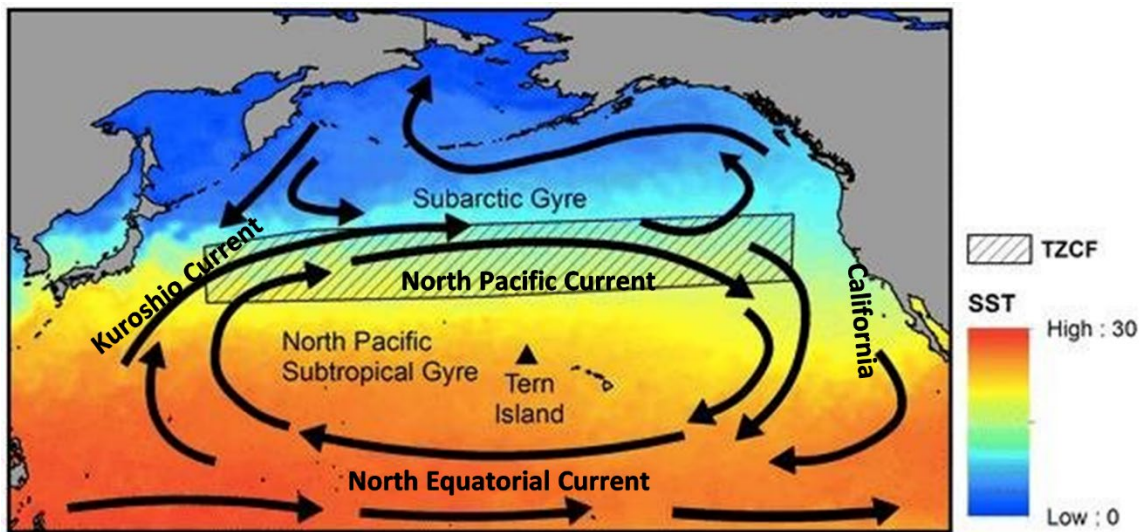 Subarctic Gyre
Kuroshio Current
North Pacific Current
California
North Pacific
Subtropical Gyre
Tern
Island
North Equatorial Current
TZCF
SST
High : 30
Low : 0